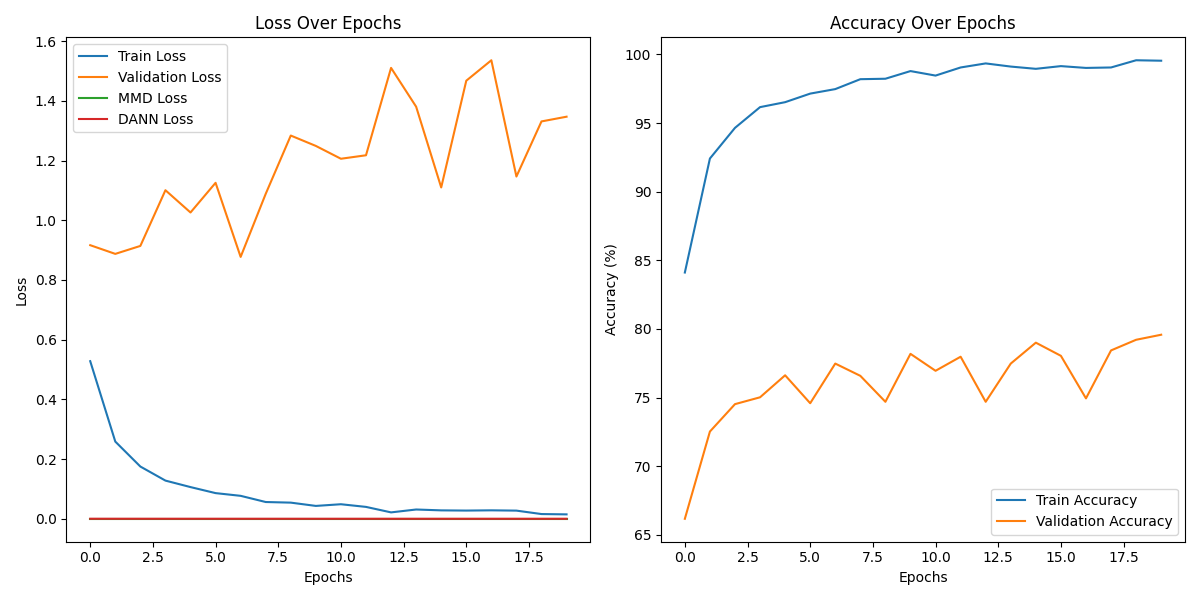 Loss Over Epochs
1.6
1.4
1.2
1.0
0.8
0.6
0.4
0.2
0.0
Loss
Train Loss
Validation Loss
MMD Loss
DANN Loss
0.0 2.5 5.0 7.5 10.0 12.5 15.0 17.5
Epochs
Accuracy Over Epochs
100
95
90
85
80
75
70
65
Accuracy (%)
Train Accuracy
Validation Accuracy
0.0 2.5 5.0 7.5 10.0 12.5 15.0 17.5
Epochs